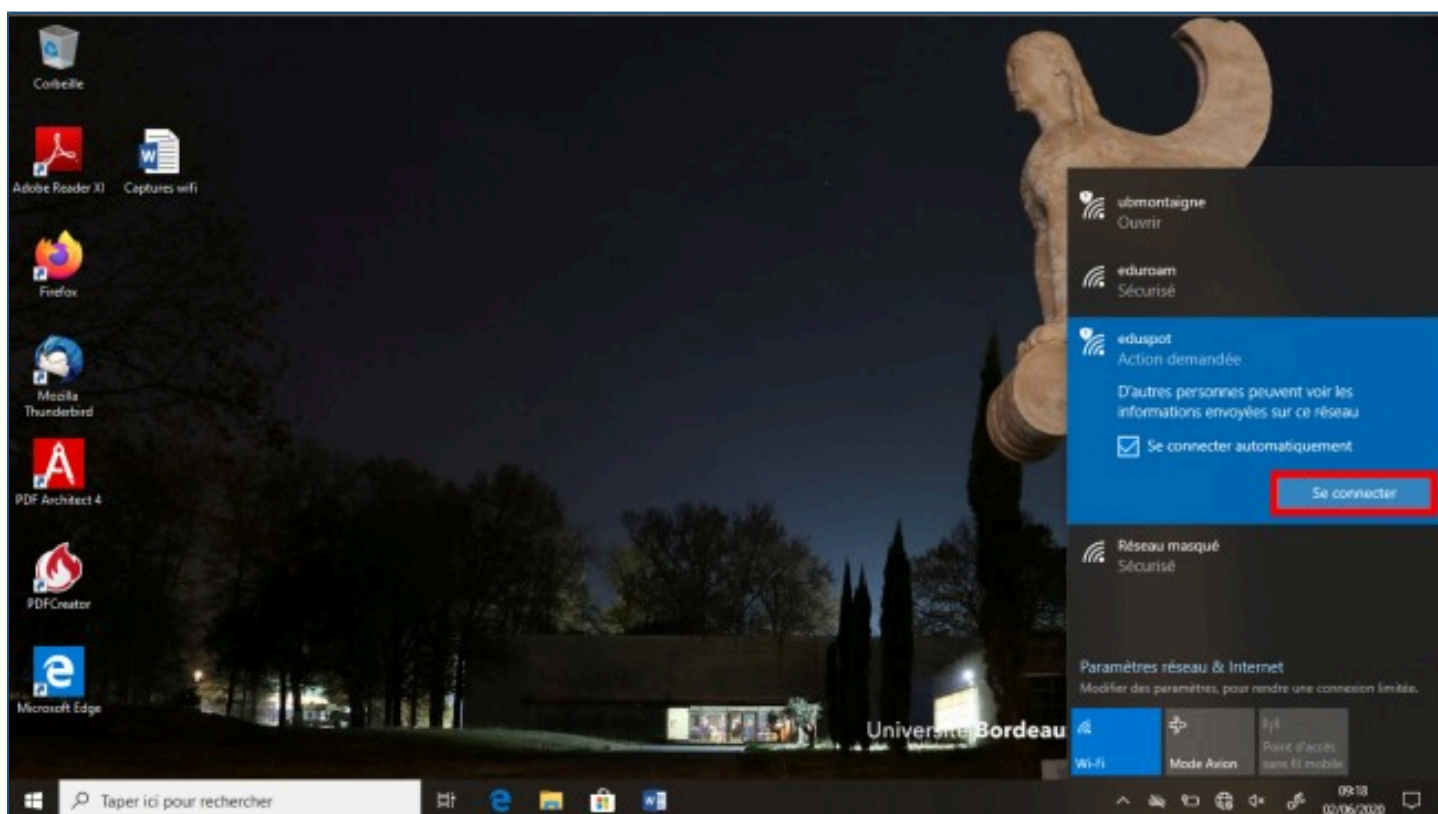 Corbeille
Adobe Reader XI
Captures wifi
Firefox
Mozilla
Thunderbird
PDF Architect 4
PDFCreator
Microsoft Edge
Université Bordeau
ubmontaigne
Ouvrir
eduroam
Sécurisé
eduspot
Action demandée
D'autres personnes peuvent voir les
informations envoyées sur ce réseau
Se connecter automatiquement
Se connecter
Réseau masqué
Sécurisé
Paramètres réseau & Internet
Modifier des paramètres, pour rendre une connexion limitée.
Wi-Fi
Mode Avion
Point d'accès
sans fil mobile
Taper ici pour rechercher
09:18
02/06/2020